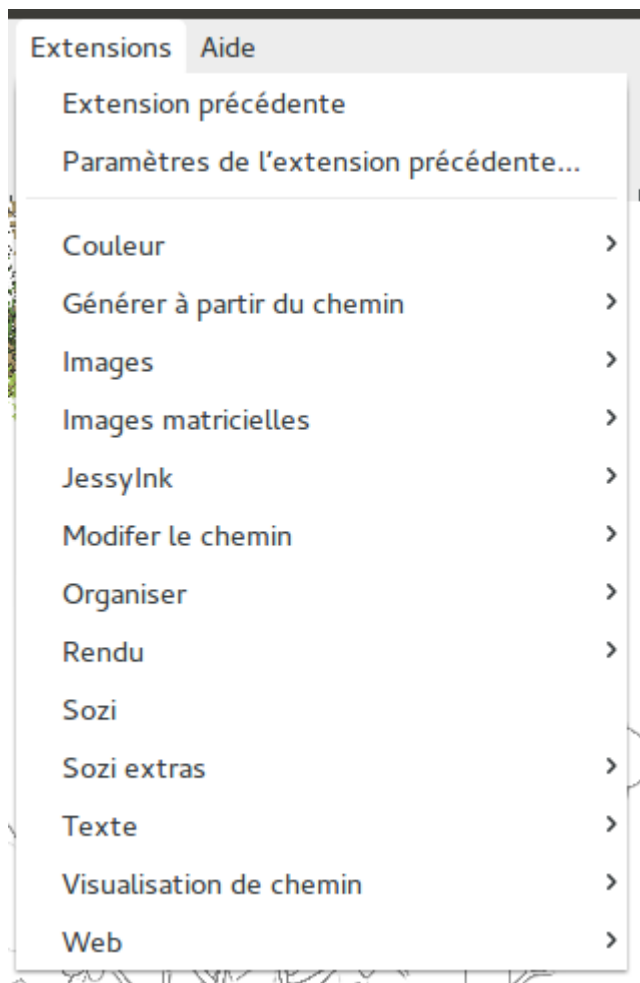 Extensions Aide
Extension précédente
Paramètres de l’extension précédente...
Couleur
Générer à partir du chemin
Images
Images matricielles
JessyInk
Modifer le chemin
Organiser
Rendu
Sozi
Sozi extras
Texte
Visualisation de chemin
Web